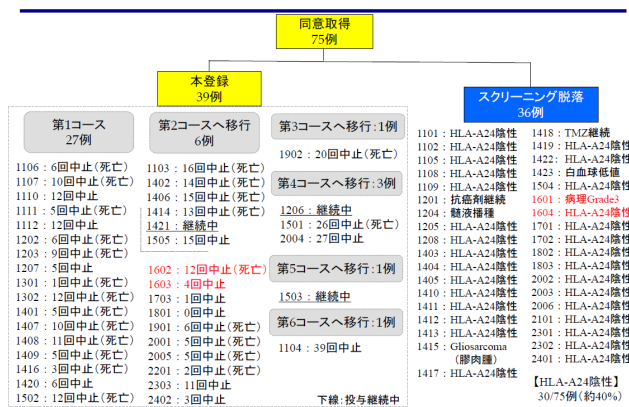 同意取得
75例
本登録
39例
スクリーニング脱落
36例
第1コース
27例
1106：6回中止(死亡)
1107：10回中止(死亡)
1110：12回中止
1111：5回中止(死亡)
1112：12回中止
1202：6回中止(死亡)
1203：9回中止(死亡)
1207：5回中止
1301：1回中止(死亡)
1302：12回中止(死亡)
1401：5回中止(死亡)
1407：10回中止(死亡)
1408：11回中止(死亡)
1409：5回中止(死亡)
1416：3回中止(死亡)
1420：6回中止
1502：12回中止(死亡)
第2コースへ移行
6例
1103：16回中止(死亡)
1402：14回中止(死亡)
1406：15回中止(死亡)
1414：13回中止(死亡)
1421：継続中
1505：15回中止
1602：12回中止(死亡)
1603：4回中止
1703：1回中止
1801：0回中止
1901：6回中止(死亡)
2001：5回中止(死亡)
2005：5回中止(死亡)
2201：2回中止(死亡)
2303：11回中止
2402：3回中止
第3コースへ移行：1例
1902：20回中止(死亡)
第4コースへ移行：3例
1206：継続中
1501：26回中止(死亡)
2004：27回中止
第5コースへ移行：1例
1503：継続中
第6コースへ移行：1例
1104：39回中止
下線：投与継続中
1101：HLA-A24陰性
1102：HLA-A24陰性
1105：HLA-A24陰性
1108：HLA-A24陰性
1109：HLA-A24陰性
1201：抗癌剤継続
1204：髄液播種
1205：HLA-A24陰性
1208：HLA-A24陰性
1403：HLA-A24陰性
1404：HLA-A24陰性
1405：HLA-A24陰性
1410：HLA-A24陰性
1411：HLA-A24陰性
1412：HLA-A24陰性
1413：HLA-A24陰性
1415：Gliosarcoma
(膠肉腫)
1417：HLA-A24陰性
1418：TMZ継続
1419：HLA-A24陰性
1422：HLA-A24陰性
1423：白血球低値
1504：HLA-A24陰性
1601：病理Grade3
1604：HLA-A24陰性
1701：HLA-A24陰性
1702：HLA-A24陰性
1802：HLA-A24陰性
1803：HLA-A24陰性
2002：HLA-A24陰性
2003：HLA-A24陰性
2006：HLA-A24陰性
2101：HLA-A24陰性
2301：HLA-A24陰性
2302：HLA-A24陰性
2401：HLA-A24陰性
【HLA-A24陰性】
30/75例(約40%)